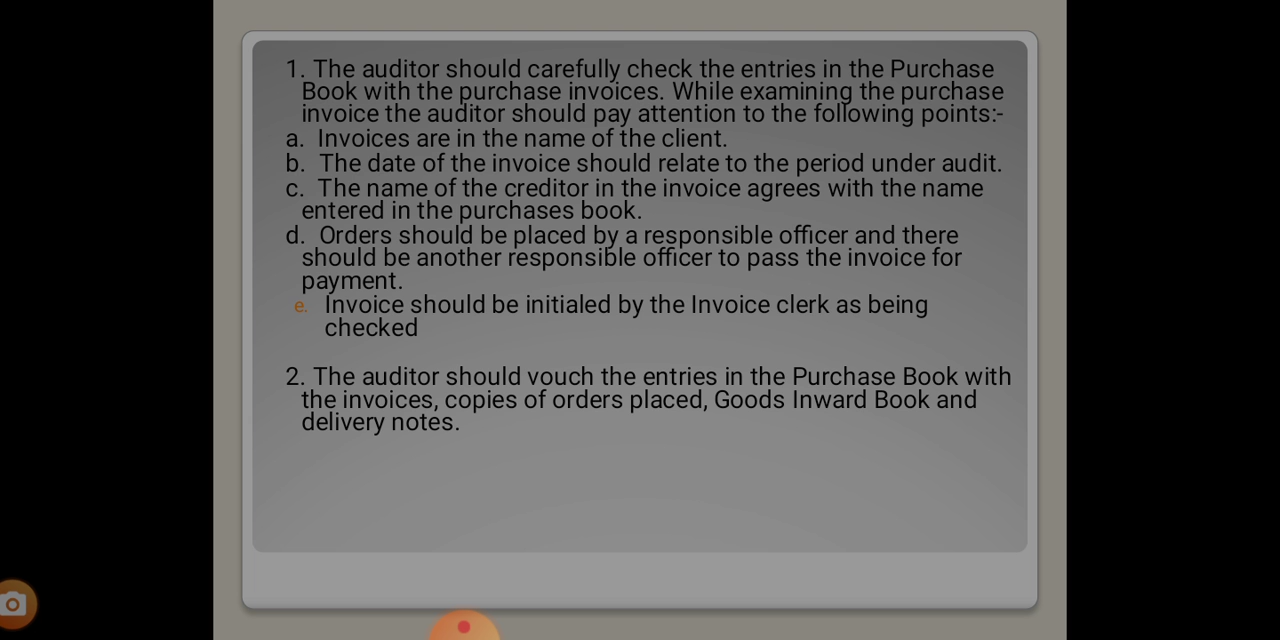 1. The auditor should carefully check the entries in the Purchase
Book with the purchase invoices. While examining the purchase
invoice the auditor should pay attention to the following points:-
a. Invoices are in the name of the client.
b. The date of the invoice should relate to the period under audit.
c. The name of the creditor in the invoice agrees with the name
entered in the purchases book.
d. Orders should be placed by a responsible officer and there
should be another responsible officer to pass the invoice for
payment.
e. Invoice should be initialed by the Invoice clerk as being
checked
2. The auditor should vouch the entries in the Purchase Book with
the invoices, copies of orders placed, Goods Inward Book and
delivery notes.